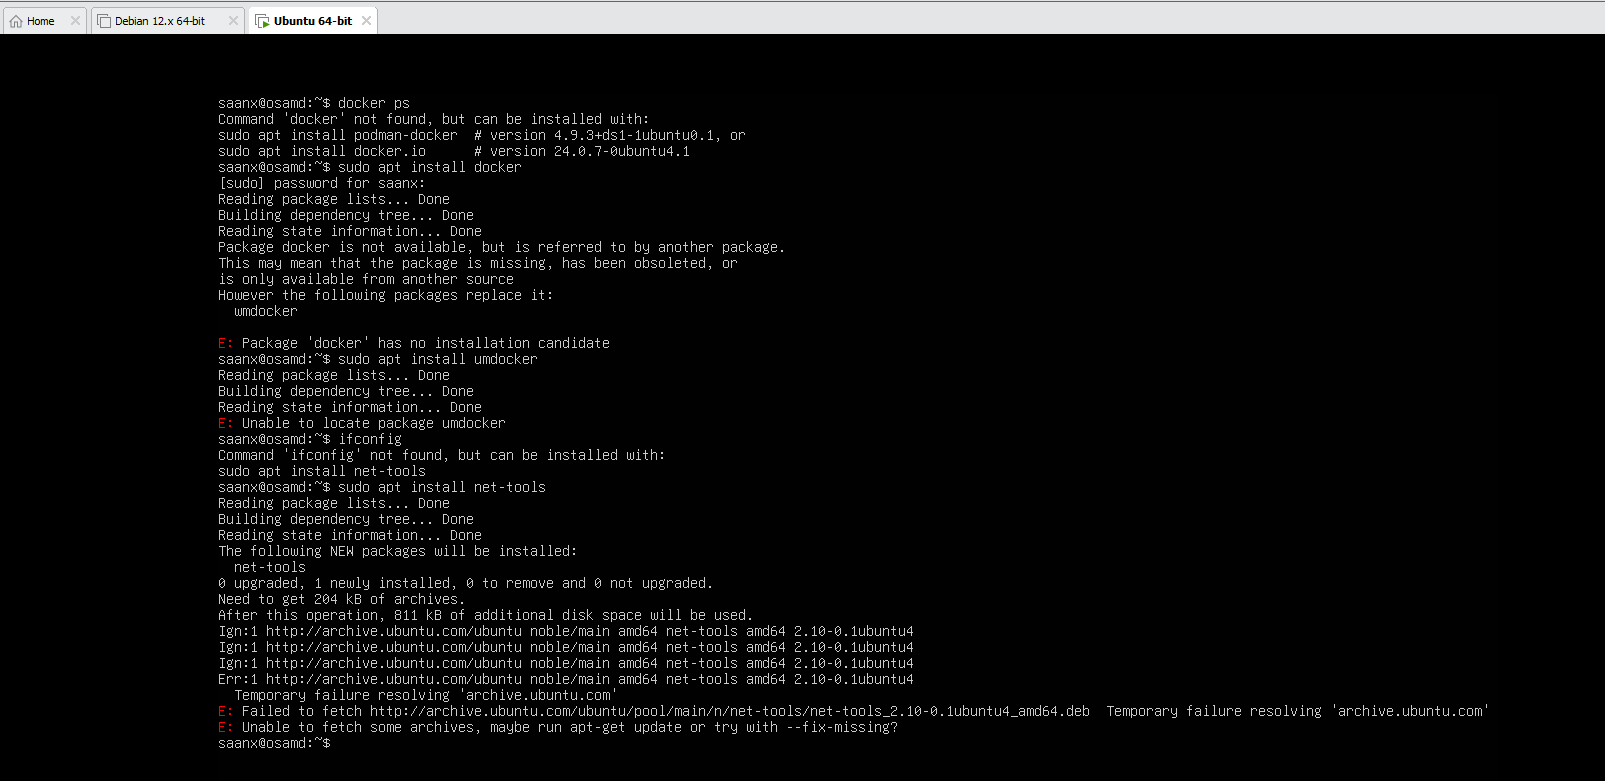 Home
Debian 12.x 64-bit
Ubuntu 64-bit
saanx@osamd:~$ docker ps
Command 'docker' not found, but can be installed with:
sudo apt install podman-docker  # version 4.9.3+ds1-1ubuntu0.1, or
sudo apt install docker.io      # version 24.0.7-0ubuntu4.1
saanx@osamd:~$ sudo apt install docker
[sudo] password for saanx:
Reading package lists... Done
Building dependency tree... Done
Reading state information... Done
Package docker is not available, but is referred to by another package.
This may mean that the package is missing, has been obsoleted, or
is only available from another source
However the following packages replace it:
  wmdocker
E: Package 'docker' has no installation candidate
saanx@osamd:~$ sudo apt install umdocker
Reading package lists... Done
Building dependency tree... Done
Reading state information... Done
E: Unable to locate package umdocker
saanx@osamd:~$ ifconfig
Command 'ifconfig' not found, but can be installed with:
sudo apt install net-tools
saanx@osamd:~$ sudo apt install net-tools
Reading package lists... Done
Building dependency tree... Done
Reading state information... Done
The following NEW packages will be installed:
  net-tools
0 upgraded, 1 newly installed, 0 to remove and 0 not upgraded.
Need to get 204 kB of archives.
After this operation, 811 kB of additional disk space will be used.
Ign:1 http://archive.ubuntu.com/ubuntu noble/main amd64 net-tools amd64 2.10-0.1ubuntu4
Ign:1 http://archive.ubuntu.com/ubuntu noble/main amd64 net-tools amd64 2.10-0.1ubuntu4
Ign:1 http://archive.ubuntu.com/ubuntu noble/main amd64 net-tools amd64 2.10-0.1ubuntu4
Err:1 http://archive.ubuntu.com/ubuntu noble/main amd64 net-tools amd64 2.10-0.1ubuntu4
  Temporary failure resolving 'archive.ubuntu.com'
E: Failed to fetch http://archive.ubuntu.com/ubuntu/pool/main/n/net-tools/net-tools_2.10-0.1ubuntu4_amd64.deb  Temporary failure resolving 'archive.ubuntu.com'
E: Unable to fetch some archives, maybe run apt-get update or try with --fix-missing?
saanx@osamd:~$